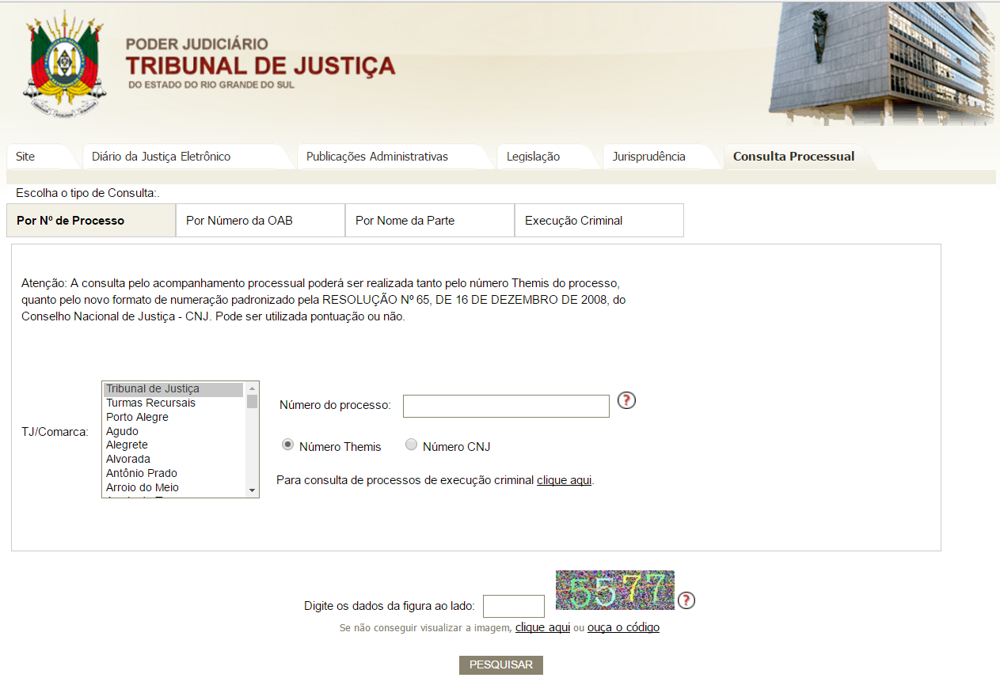 PODER JUDICIÁRIO
TRIBUNAL DE JUSTIÇA
DO ESTADO DO RIO GRANDE DO SUL
Site
Diário da Justiça Eletrônico
Publicações Administrativas
Legislação
Jurisprudência
Consulta Processual
Escolha o tipo de Consulta:.
Por Nº de Processo
Por Número da OAB
Por Nome da Parte
Execução Criminal
Atenção: A consulta pelo acompanhamento processual poderá ser realizada tanto pelo número Themis do processo,
quanto pelo novo formato de numeração padronizado pela RESOLUÇÃO Nº 65, DE 16 DE DEZEMBRO DE 2008, do
Conselho Nacional de Justiça - CNJ. Pode ser utilizada pontuação ou não.
TJ/Comarca:
Tribunal de Justiça
Turmas Recursais
Porto Alegre
Agudo
Alegrete
Alvorada
Antônio Prado
Arroio do Meio
Número do processo:
?
Número Themis
Número CNJ
Para consulta de processos de execução criminal clique aqui.
Digite os dados da figura ao lado:
5577
?
Se não conseguir visualizar a imagem, clique aqui ou ouça o código
PESQUISAR